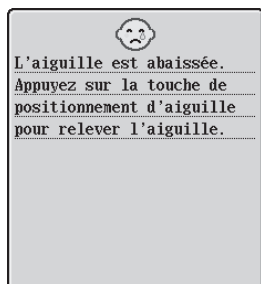 L'aiguille est abaissée.
Appuyez sur la touche de
positionnement d'aiguille
pour relever l'aiguille.